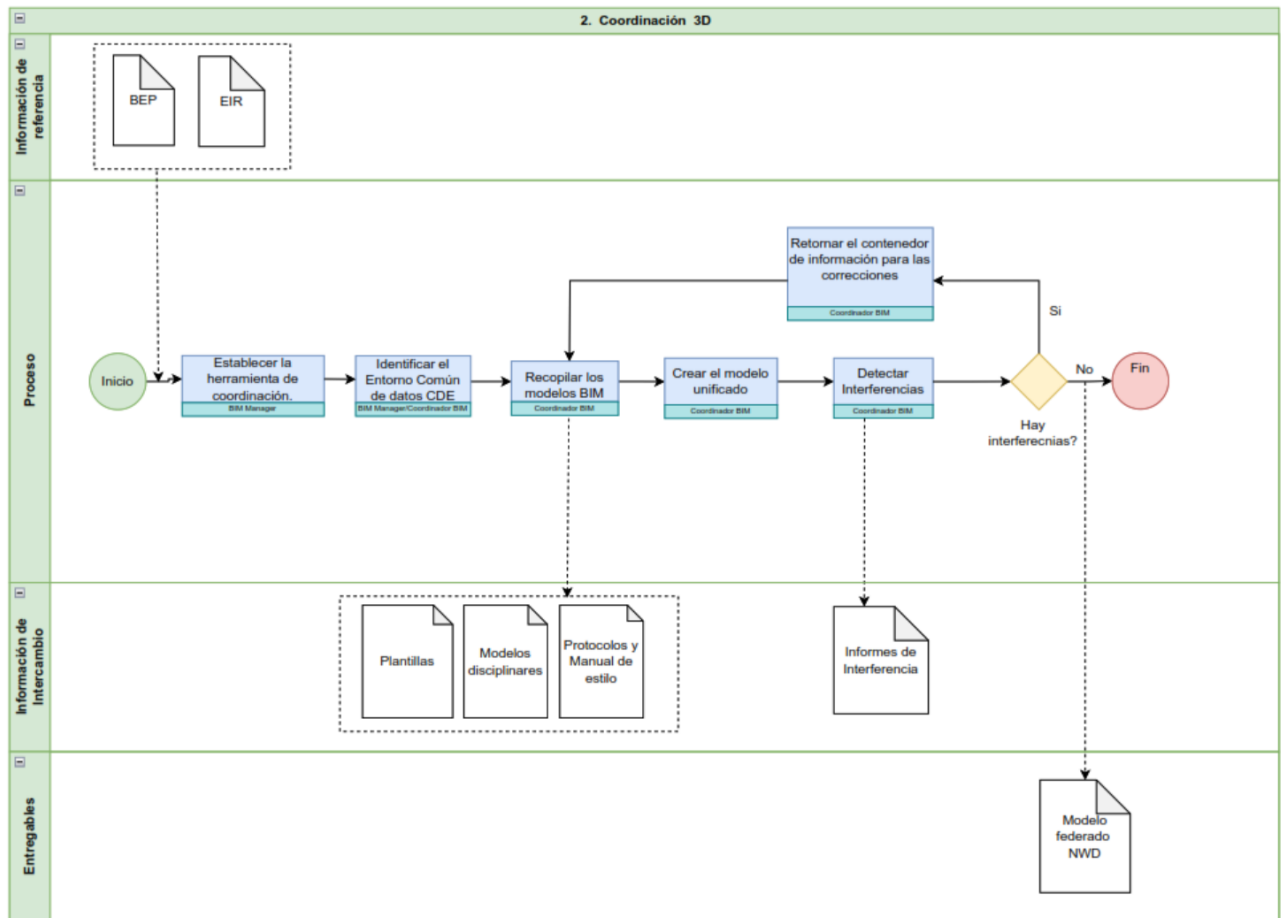 2. Coordinación 3D
Información de
referencia
BEP
EIR
Proceso
Retornar el contenedor
de información para las
correcciones
Coordinador BIM
Si
Inicio
Establecer la
herramienta de
coordinación.
BIM Manager
Identificar el
Entorno Común
de datos CDE
BIM Manager/Coordinador BIM
Recopilar los
modelos BIM
Coordinador BIM
Crear el modelo
unificado
Coordinador BIM
Detectar
Interferencias
Coordinador BIM
Hay
interferecnias?
No
Fin
Información de
Intercambio
Plantillas
Modelos
disciplinares
Protocolos y
Manual de
estilo
Informes de
Interferencia
Entregables
Modelo
federado
NWD